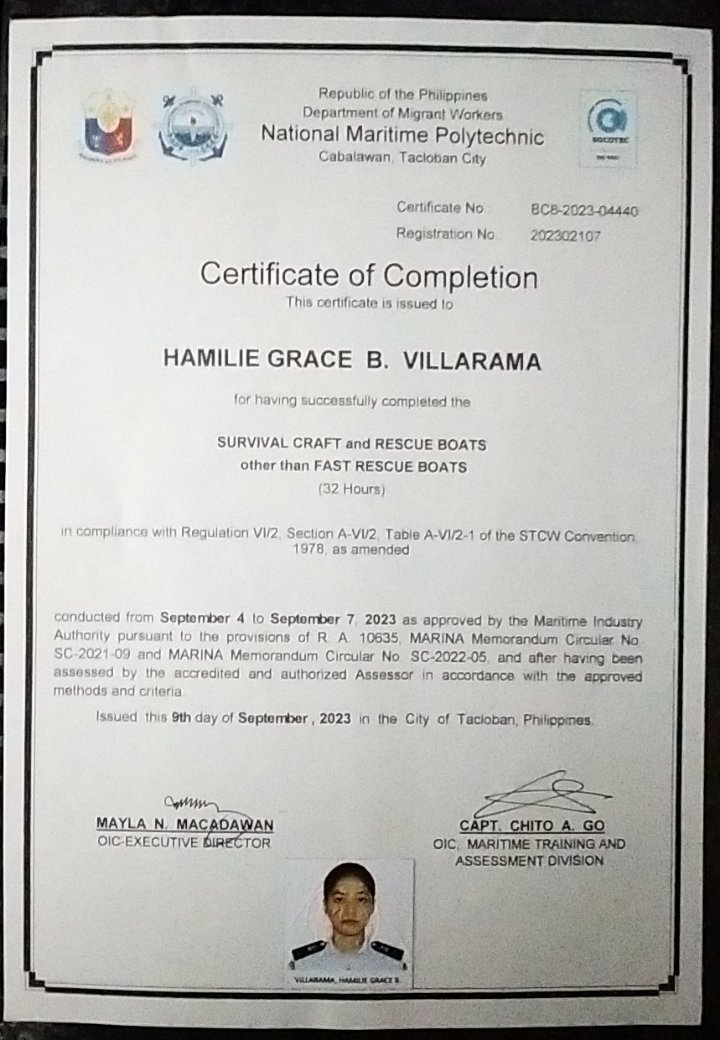 Republic of the Philippines
Department of Migrant Workers
National Maritime Polytechnic
Cabalawan, Tacloban City
SOCOTEC
ISO 9001
Certificate No. BCB-2023-04440
Registration No. 202302107
Certificate of Completion
This certificate is issued to
HAMILIE GRACE B. VILLARAMA
for having successfully completed the
SURVIVAL CRAFT and RESCUE BOATS
other than FAST RESCUE BOATS
(32 Hours)
in compliance with Regulation VI/2, Section A-VI/2, Table A-VI/2-1 of the STCW Convention,
1978, as amended
conducted from September 4 to September 7, 2023 as approved by the Maritime Industry
Authority pursuant to the provisions of R. A. 10635, MARINA Memorandum Circular No.
SC-2021-09 and MARINA Memorandum Circular No. SC-2022-05, and after having been
assessed by the accredited and authorized Assessor in accordance with the approved
methods and criteria.
Issued this 9th day of September, 2023 in the City of Tacloban, Philippines.
MAYLA N. MACADAWAN
OIC-EXECUTIVE DIRECTOR
CAPT. CHITO A. GO
OIC, MARITIME TRAINING AND
ASSESSMENT DIVISION
VILLARAMA, HAMILIE GRACE B.